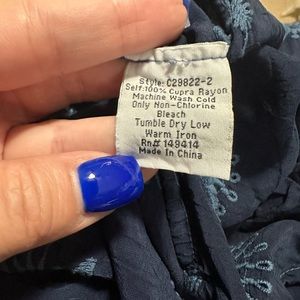 Style: C29822-2
Self:100% Cupra Rayon
Machine Wash Cold
Only Non-Chlorine
Bleach
Tumble Dry Low
Warm Iron
Rn# 149414
Made In China